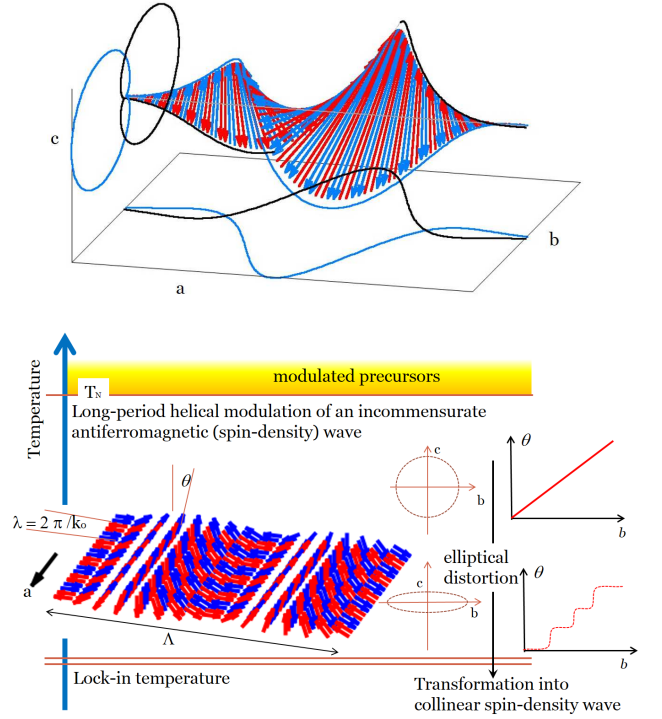 c
a
b
Temperature
modulated precursors
T_N
Long-period helical modulation of an incommensurate
antiferromagnetic (spin-density) wave
θ
c
b
θ
b
λ = 2 π /k₀
a
Λ
elliptical
distortion
c
b
θ
b
Lock-in temperature
Transformation into
collinear spin-density wave